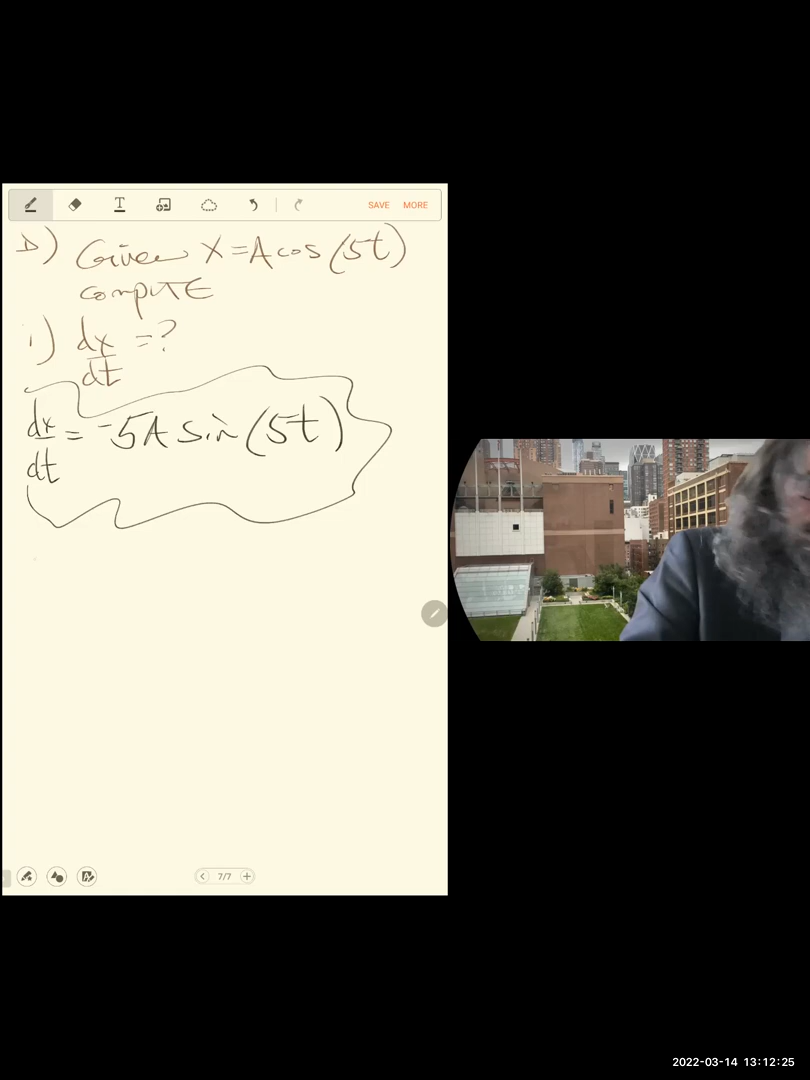 T
SAVE
MORE
D) Given X = A cos (5t)
compute
i) dx/dt = ?
dx/dt = -5A sin (5t)
7/7
2022-03-14 13:12:25